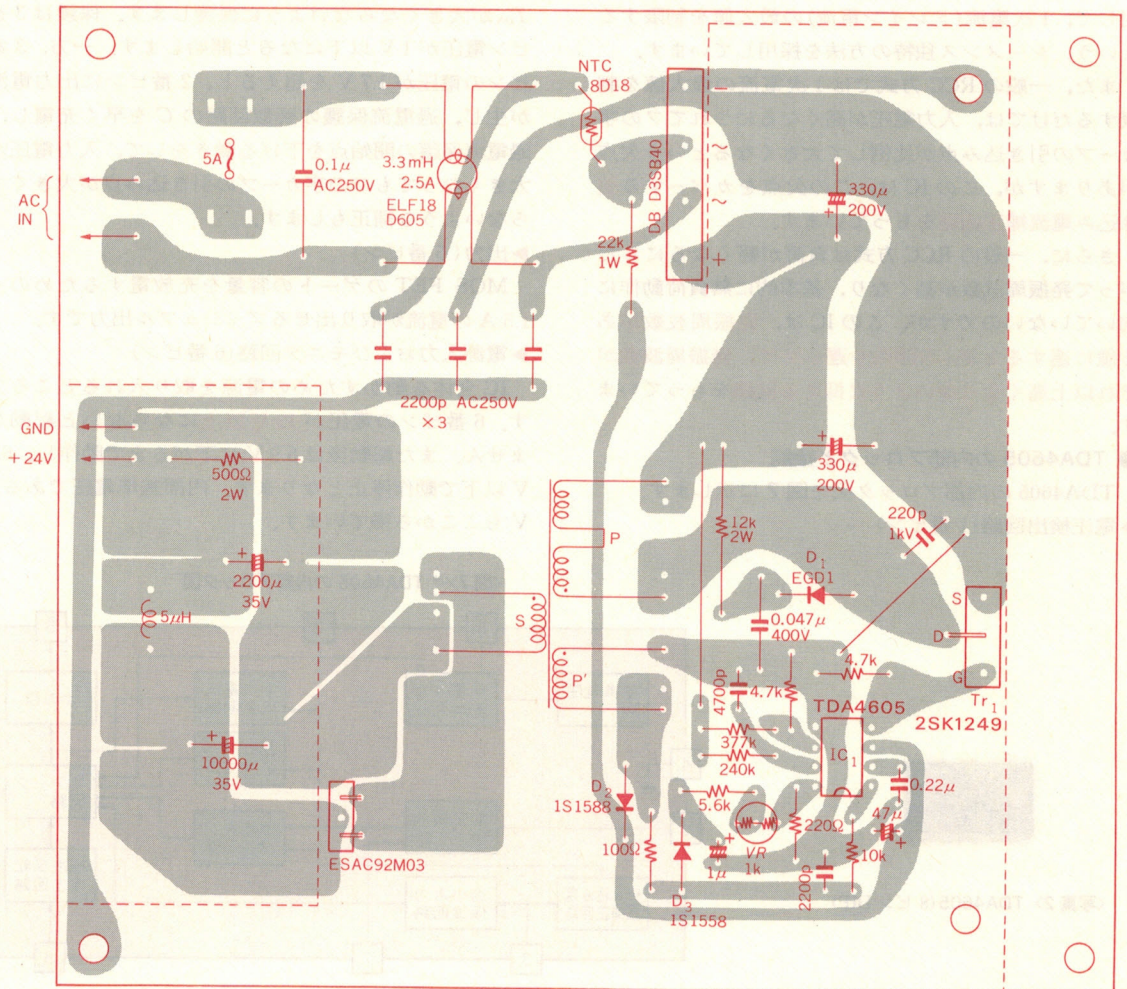 NTC
8D18
5A
0.1μ
AC250V
3.3mH
2.5A
ELF18
D605
AC
IN
22k
1W
DB D3SB40
−
~
~
+
330μ
200V
+
2200p AC250V
×3
GND
+24V
500Ω
2W
330μ
200V
+
12k
2W
220p
1kV
P
D1
EGD1
+
2200μ
35V
5μH
S
0.047μ
400V
S
D
G
P'
4700p
4.7k
4.7k
Tr1
2SK1249
TDA4605
IC1
377k
240k
+
10000μ
35V
0.22μ
D2
1S1588
5.6k
47μ
+
ESAC92M03
100Ω
+
1μ
VR
1k
220Ω
10k
2200p
D3
1S1558